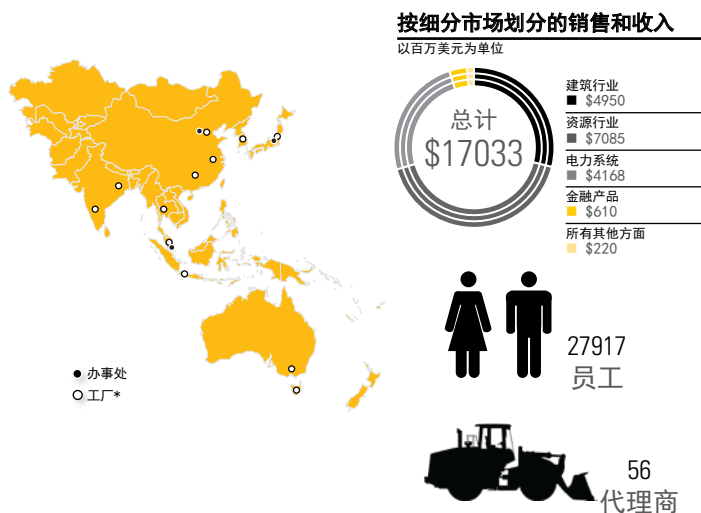 按细分市场划分的销售和收入
以百万美元为单位
总计
$17033
建筑行业
$4950
资源行业
$7085
电力系统
$4168
金融产品
$610
所有其他方面
$220
27917
员工
56
代理商
办事处
工厂*